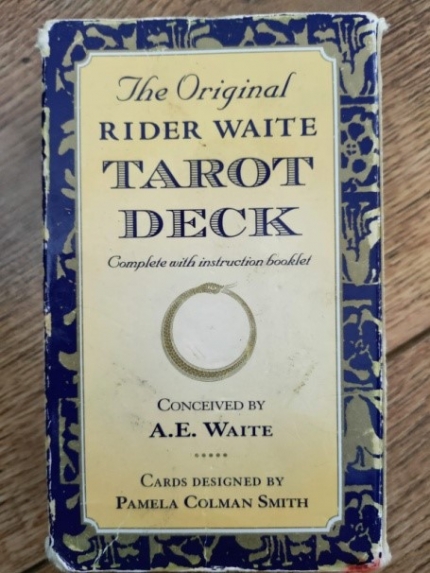 The Original
RIDER WAITE
TAROT
DECK
Complete with instruction booklet
CONCEIVED BY
A.E. WAITE
CARDS DESIGNED BY
PAMELA COLMAN SMITH